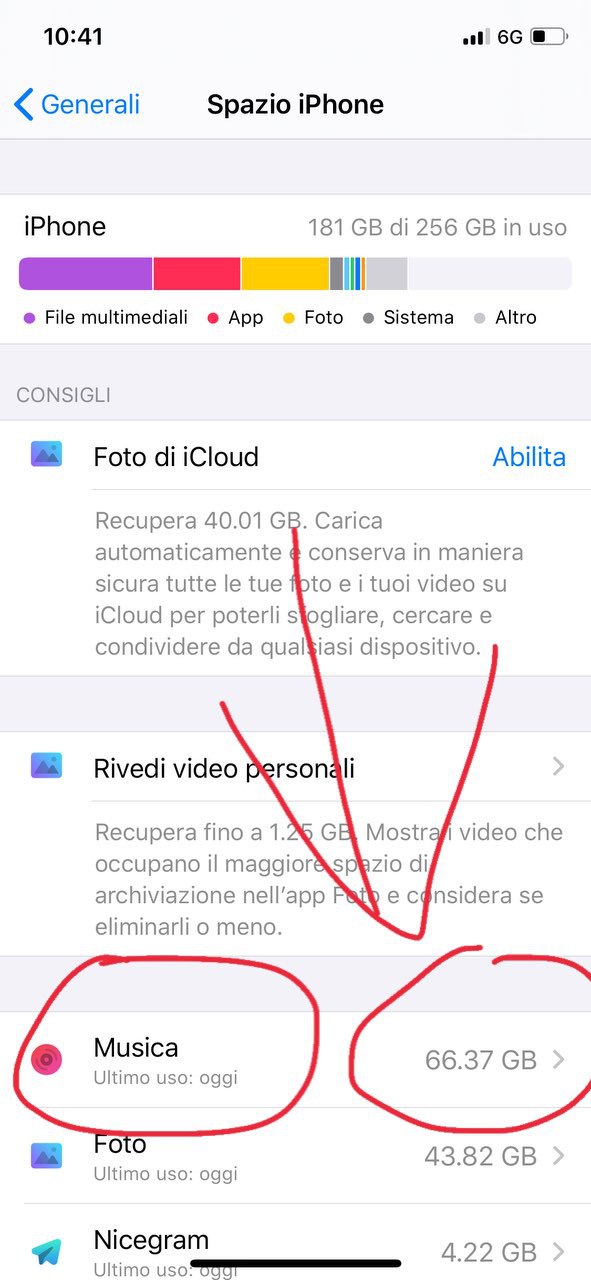 10:41
6G
Generali
Spazio iPhone
iPhone
181 GB di 256 GB in uso
File multimediali
App
Foto
Sistema
Altro
CONSIGLI
Foto di iCloud
Abilita
Recupera 40.01 GB. Carica
automaticamente e conserva in maniera
sicura tutte le tue foto e i tuoi video su
iCloud per poterli sfogliare, cercare e
condividere da qualsiasi dispositivo.
Rivedi video personali
Recupera fino a 1.25 GB. Mostra i video che
occupano il maggiore spazio di
archiviazione nell’app Foto e considera se
eliminarli o meno.
Musica
66.37 GB
Ultimo uso: oggi
Foto
43.82 GB
Ultimo uso: oggi
Nicegram
4.22 GB
Ultimo uso: oggi